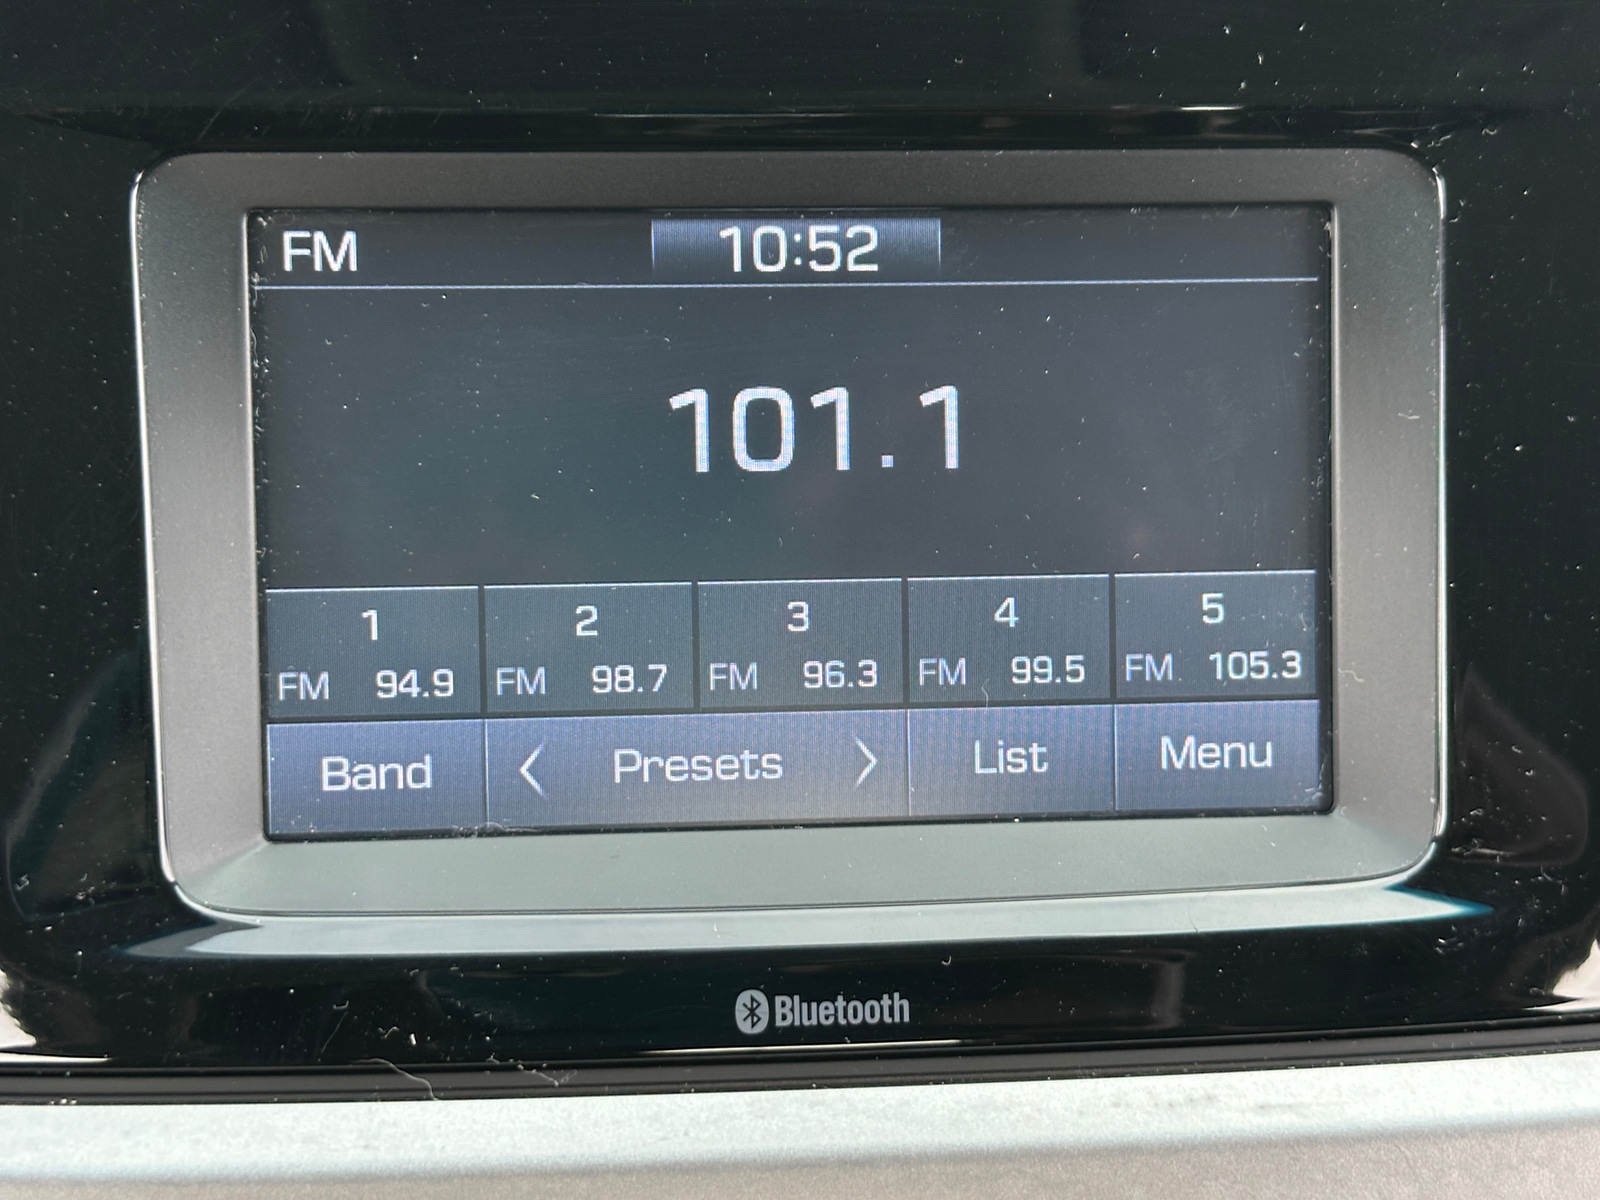 FM 10:52
101.1
1 2 3 4 5
FM 94.9 FM 98.7 FM 96.3 FM 99.5 FM 105.3
Band < Presets > List Menu
Bluetooth